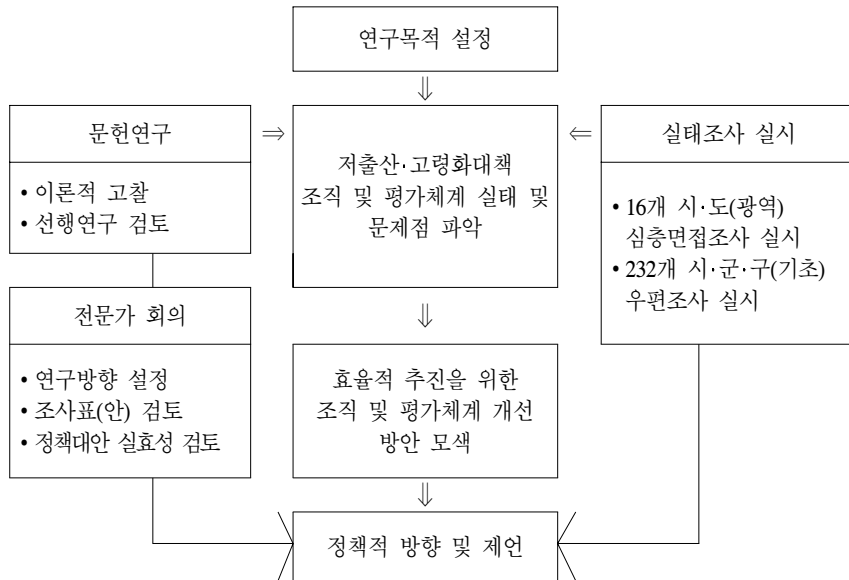 연구목적 설정
⇓
문헌연구
• 이론적 고찰
• 선행연구 검토
⇒
저출산·고령화대책
조직 및 평가체계 실태 및
문제점 파악
⇐
실태조사 실시
• 16개 시·도(광역)
심층면접조사 실시
• 232개 시·군·구(기초)
우편조사 실시
전문가 회의
• 연구방향 설정
• 조사표(안) 검토
• 정책대안 실효성 검토
⇓
효율적 추진을 위한
조직 및 평가체계 개선
방안 모색
⇓
정책적 방향 및 제언